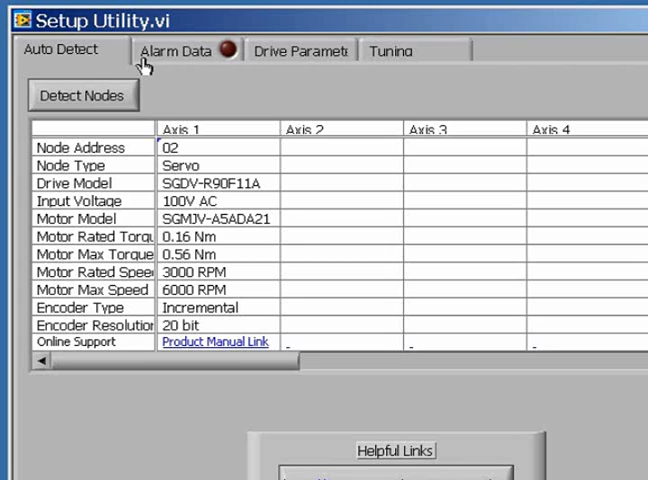 Setup Utility.vi
Auto Detect Alarm Data Drive Paramet Tuning
Detect Nodes
Axis 1 Axis 2 Axis 3 Axis 4
Node Address 02
Node Type Servo
Drive Model SGDV-R90F11A
Input Voltage 100V AC
Motor Model SGMJV-A5ADA21
Motor Rated Torqu 0.16 Nm
Motor Max Torque 0.56 Nm
Motor Rated Speed 3000 RPM
Motor Max Speed 6000 RPM
Encoder Type Incremental
Encoder Resolution 20 bit
Online Support Product Manual Link - - -
Helpful Links